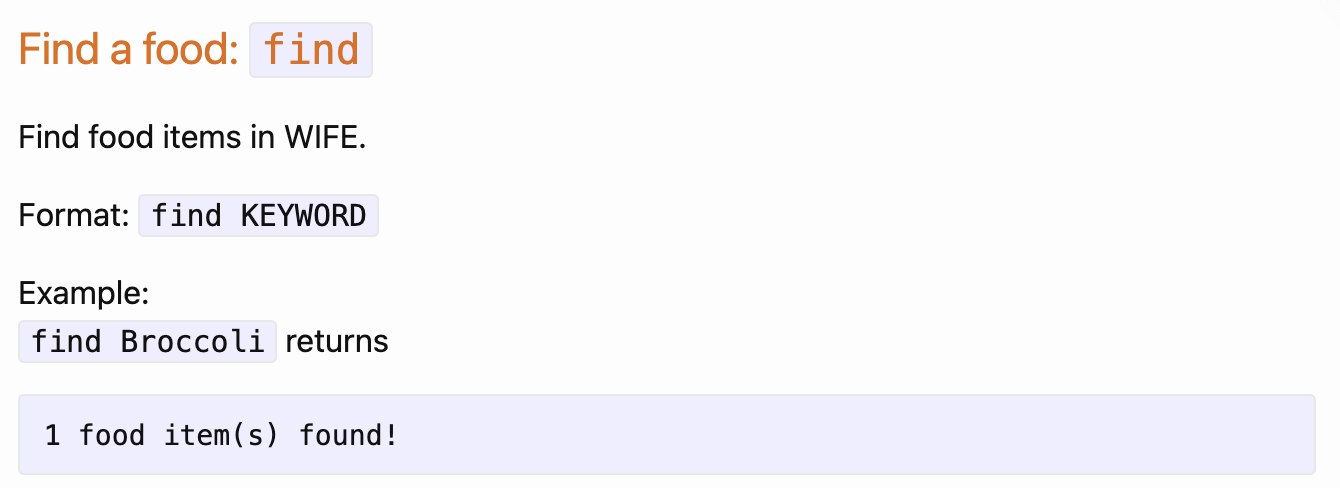 Find a food: find
Find food items in WIFE.
Format: find KEYWORD
Example:
find Broccoli returns
1 food item(s) found!